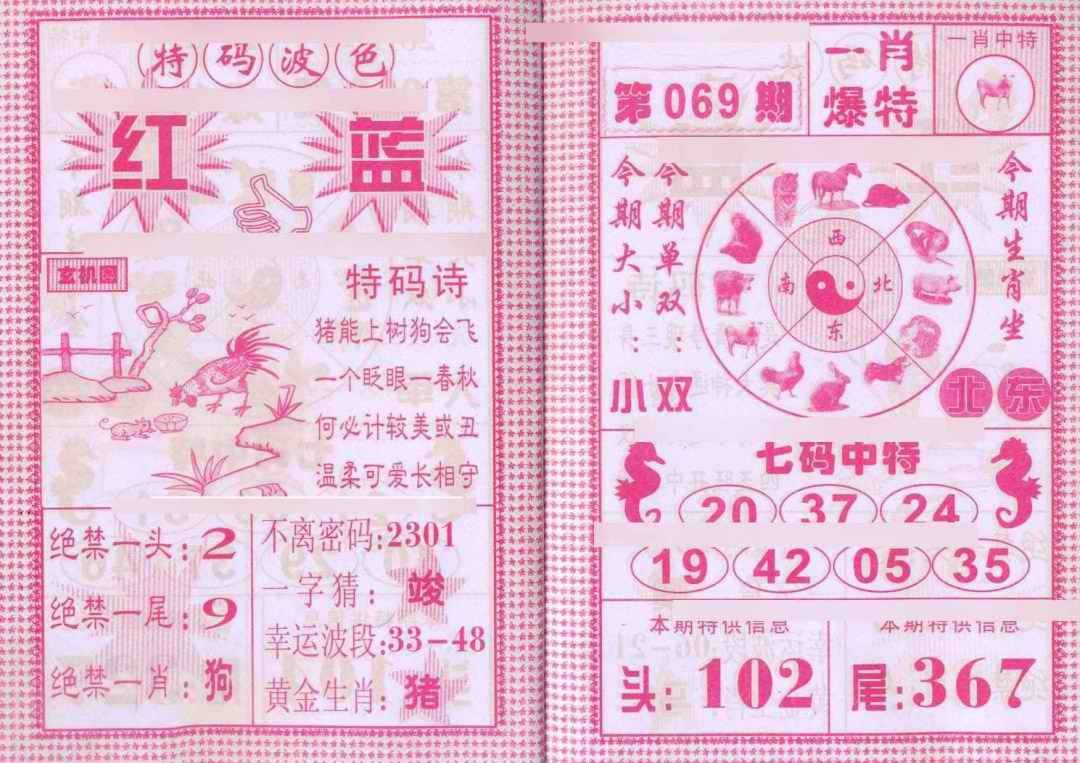 特码波色
红 蓝
玄机图
特码诗
猪能上树狗会飞
一个眨眼一春秋
何必计较美或丑
温柔可爱长相守
绝禁一头:2
绝禁一尾:9
绝禁一肖:狗
不离密码:2301
一字猜:竣
幸运波段:33-48
黄金生肖:猪
第069期
一肖
爆特
一肖中特
今期大小:小
今期单双:双
西
南 北
东
今期生肖坐
北东
七码中特
20 37 24
19 42 05 35
本期特供信息
头:102
本期特供信息
尾:367